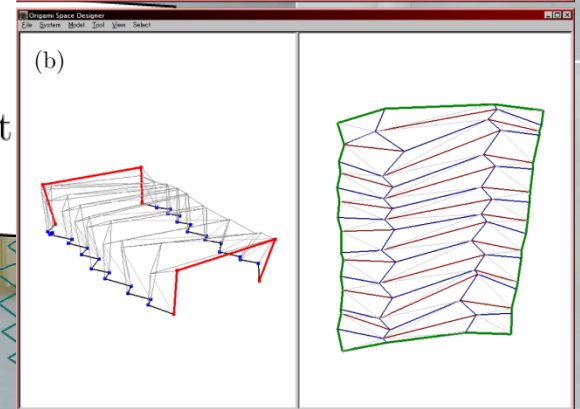 Origami Space Designer
File System Model Tool View Select
(b)
t